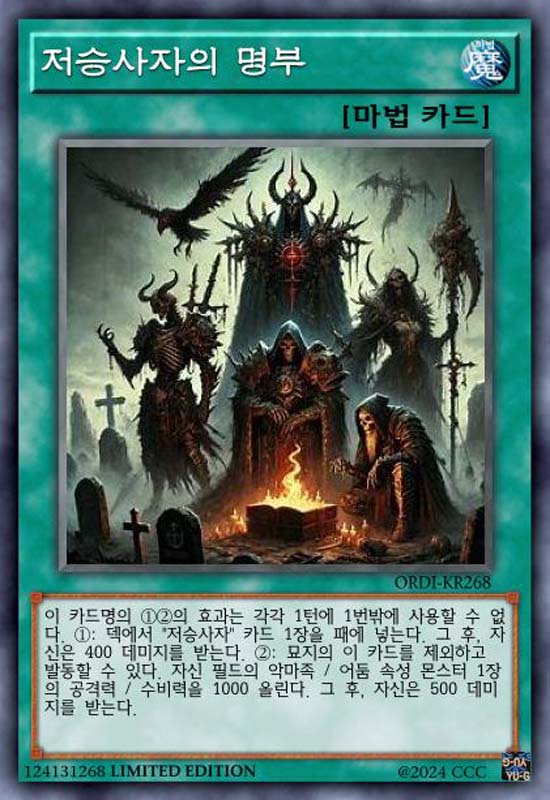 저승사자의 명부
마법
魔
[마법 카드]
ORDI-KR268
이 카드명의 ①②의 효과는 각각 1턴에 1번밖에 사용할 수 없
다. ①: 덱에서 "저승사자" 카드 1장을 패에 넣는다. 그 후, 자
신은 400 데미지를 받는다. ②: 묘지의 이 카드를 제외하고
발동할 수 있다. 자신 필드의 악마족 / 어둠 속성 몬스터 1장
의 공격력 / 수비력을 1000 올린다. 그 후, 자신은 500 데미
지를 받는다.
124131268 LIMITED EDITION
@2024 CCC
YU-G